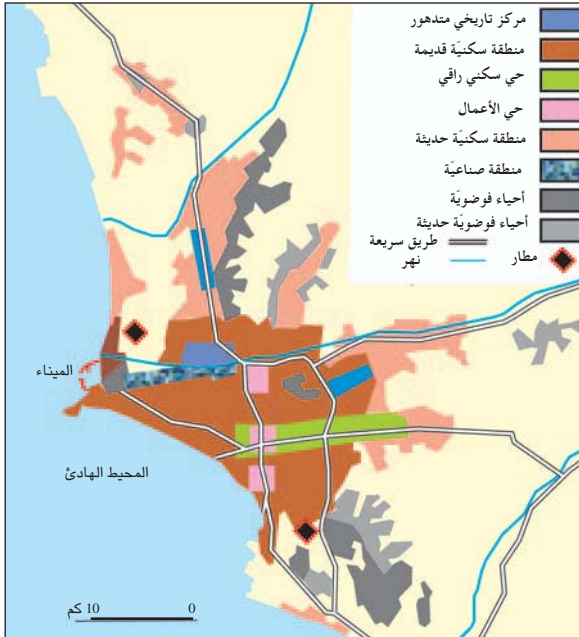 مركز تاريخي متدهور
منطقة سكنيّة قديمة
حي سكني راقي
حي الأعمال
منطقة سكنيّة حديثة
منطقة صناعيّة
أحياء فوضويّة
أحياء فوضويّة حديثة
طريق سريعة
مطار
نهر
الميناء
المحيط الهادئ
10 كم
0